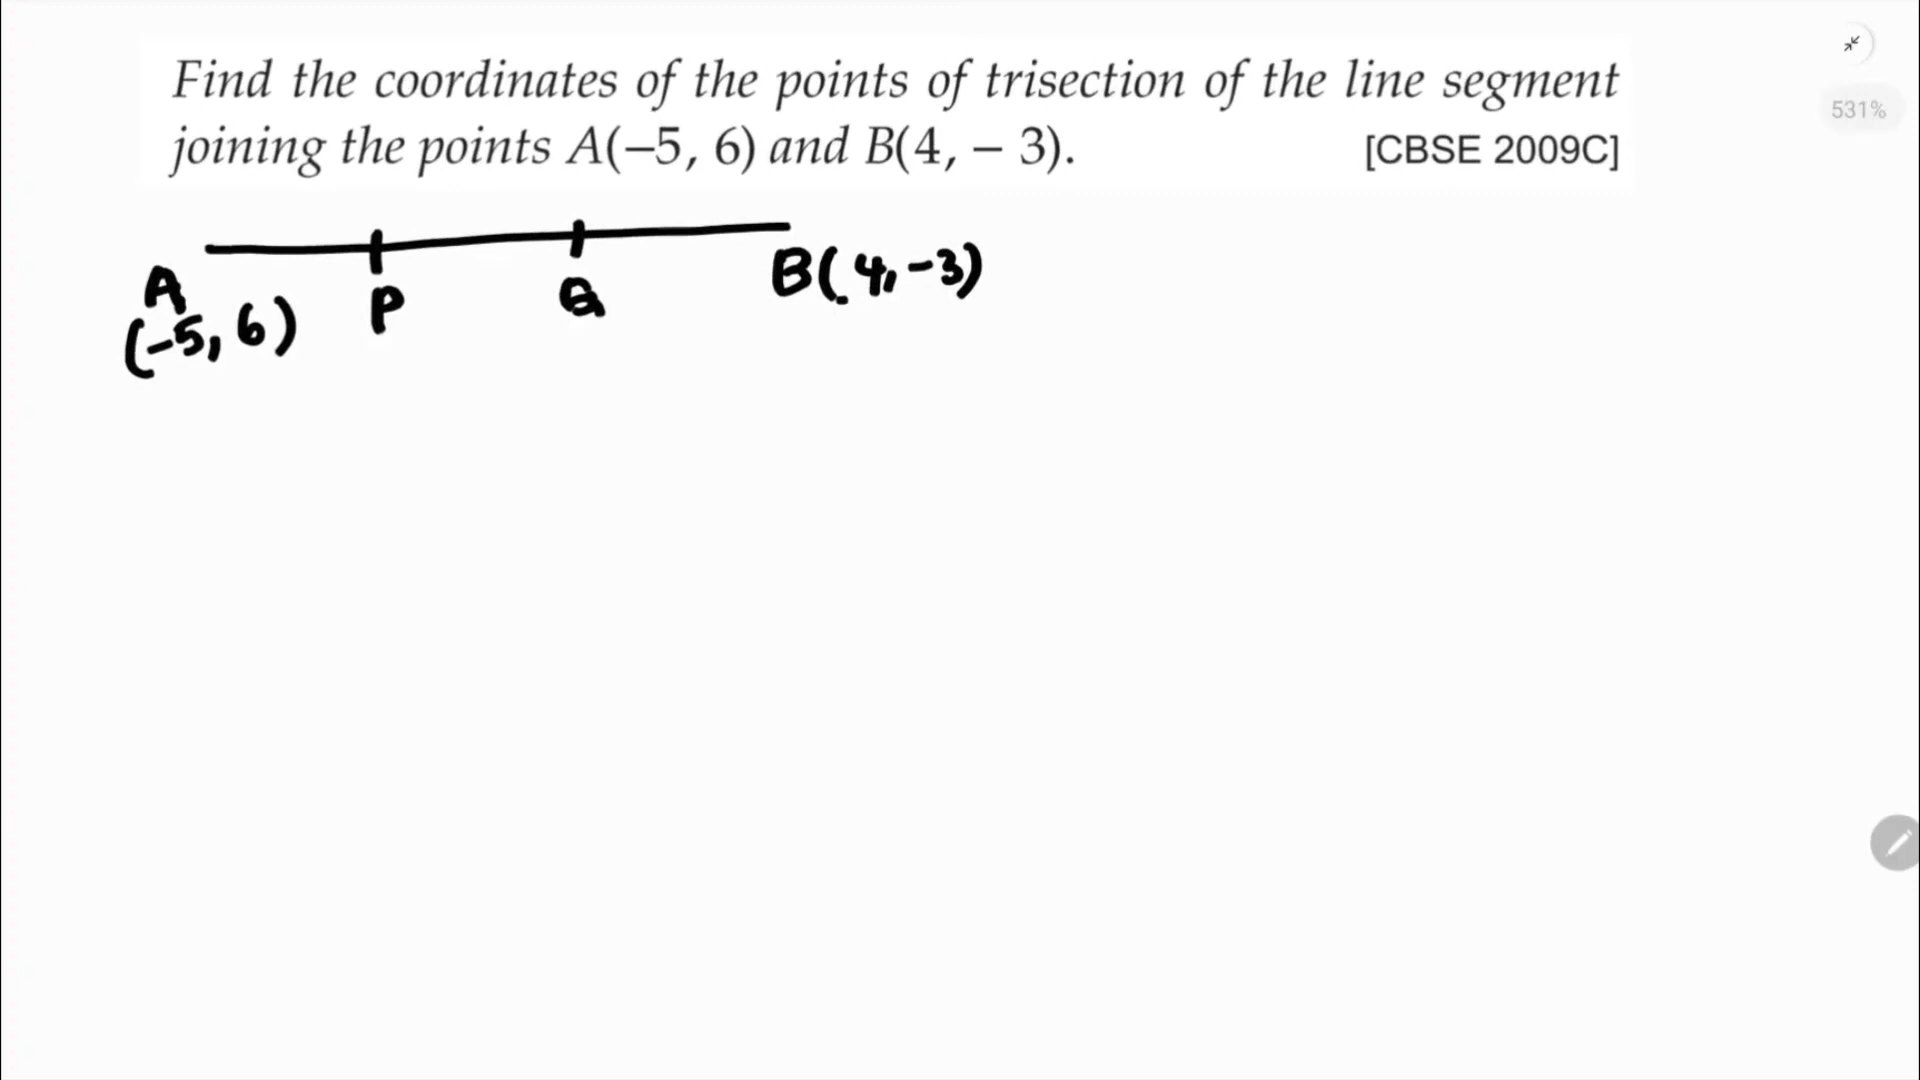 Find the coordinates of the points of trisection of the line segment
joining the points A(−5, 6) and B(4, − 3). [CBSE 2009C]
531%
A P Q B(4, -3)
(-5, 6)